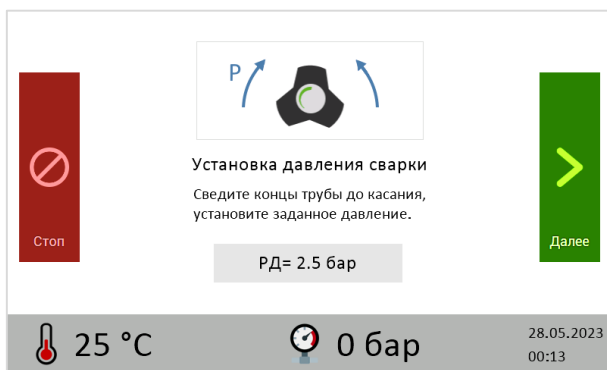 P
Установка давления сварки
Сведите концы трубы до касания,
установите заданное давление.
РД= 2.5 бар
Стоп
Далее
25 °C
0 бар
28.05.2023
00:13